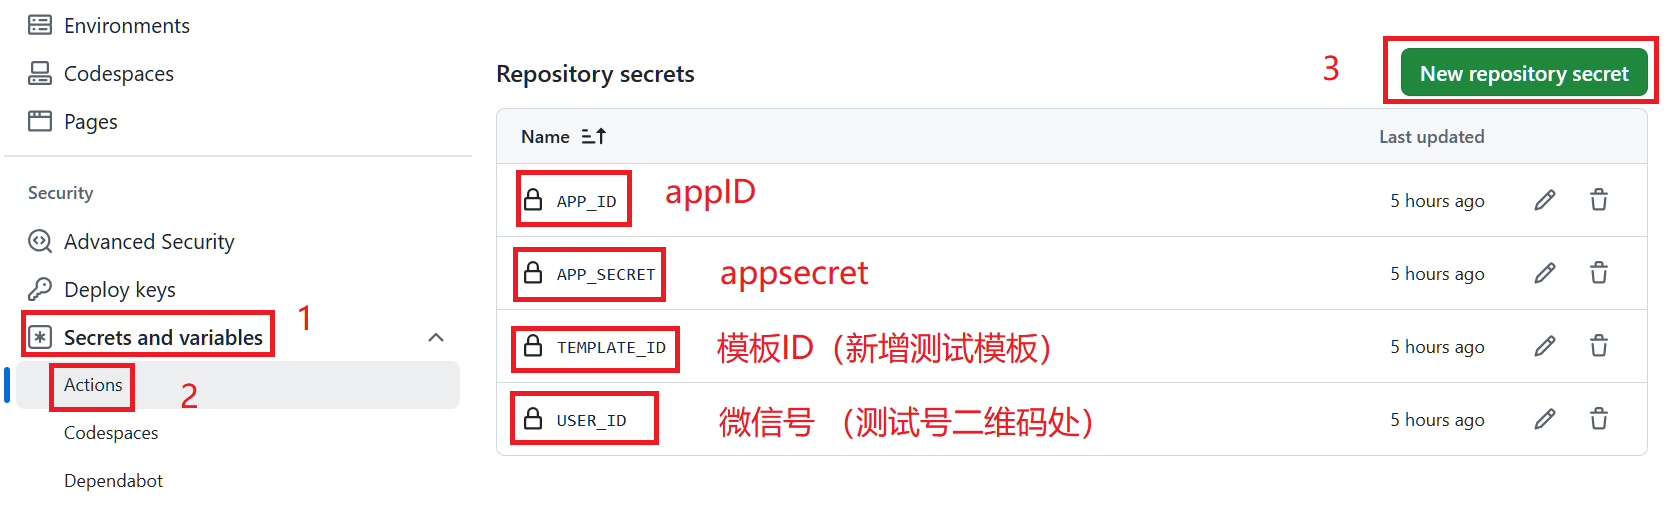 Environments
Codespaces
Pages
Security
Advanced Security
Deploy keys
Secrets and variables
1
Actions
2
Codespaces
Dependabot
Repository secrets
3
New repository secret
Name
Last updated
APP_ID
appID
5 hours ago
APP_SECRET
appsecret
5 hours ago
TEMPLATE_ID
模板ID（新增测试模板）
5 hours ago
USER_ID
微信号 （测试号二维码处）
5 hours ago